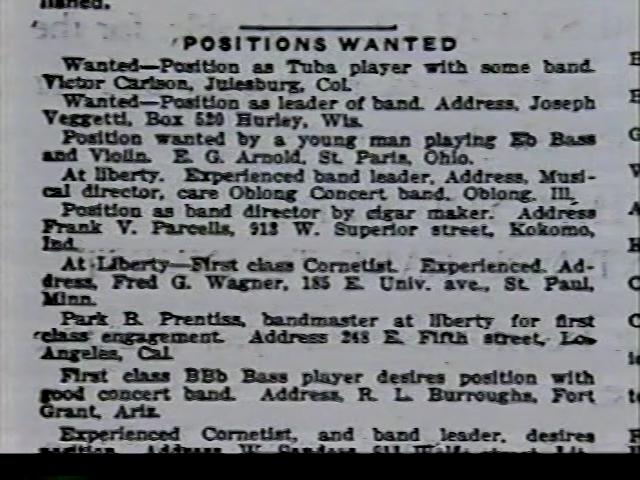 POSITIONS WANTED
Wanted—Position as Tuba player with some band.
Victor Carlson, Julesburg, Col.
Wanted—Position as leader of band. Address, Joseph
Veggetti, Box 520 Hurley, Wis.
Position wanted by a young man playing Eb Bass
and Violin. E. G. Arnold, St. Paris, Ohio.
At liberty. Experienced band leader, Address, Musi-
cal director, care Oblong Concert band. Oblong. Ill.
Position as band director by cigar maker. Address
Frank V. Parcells, 913 W. Superior street, Kokomo,
Ind.
At Liberty—First class Cornetist. Experienced. Ad-
dress, Fred G. Wagner, 185 E. Univ. ave., St. Paul,
Minn.
Park B. Prentiss, bandmaster at liberty for first
class engagement. Address 248 E. Fifth street, Los
Angeles, Cal.
First class BBb Bass player desires position with
good concert band. Address, R. L. Burroughs, Fort
Grant, Ariz.
Experienced Cornetist, and band leader, desires
position. Address W.